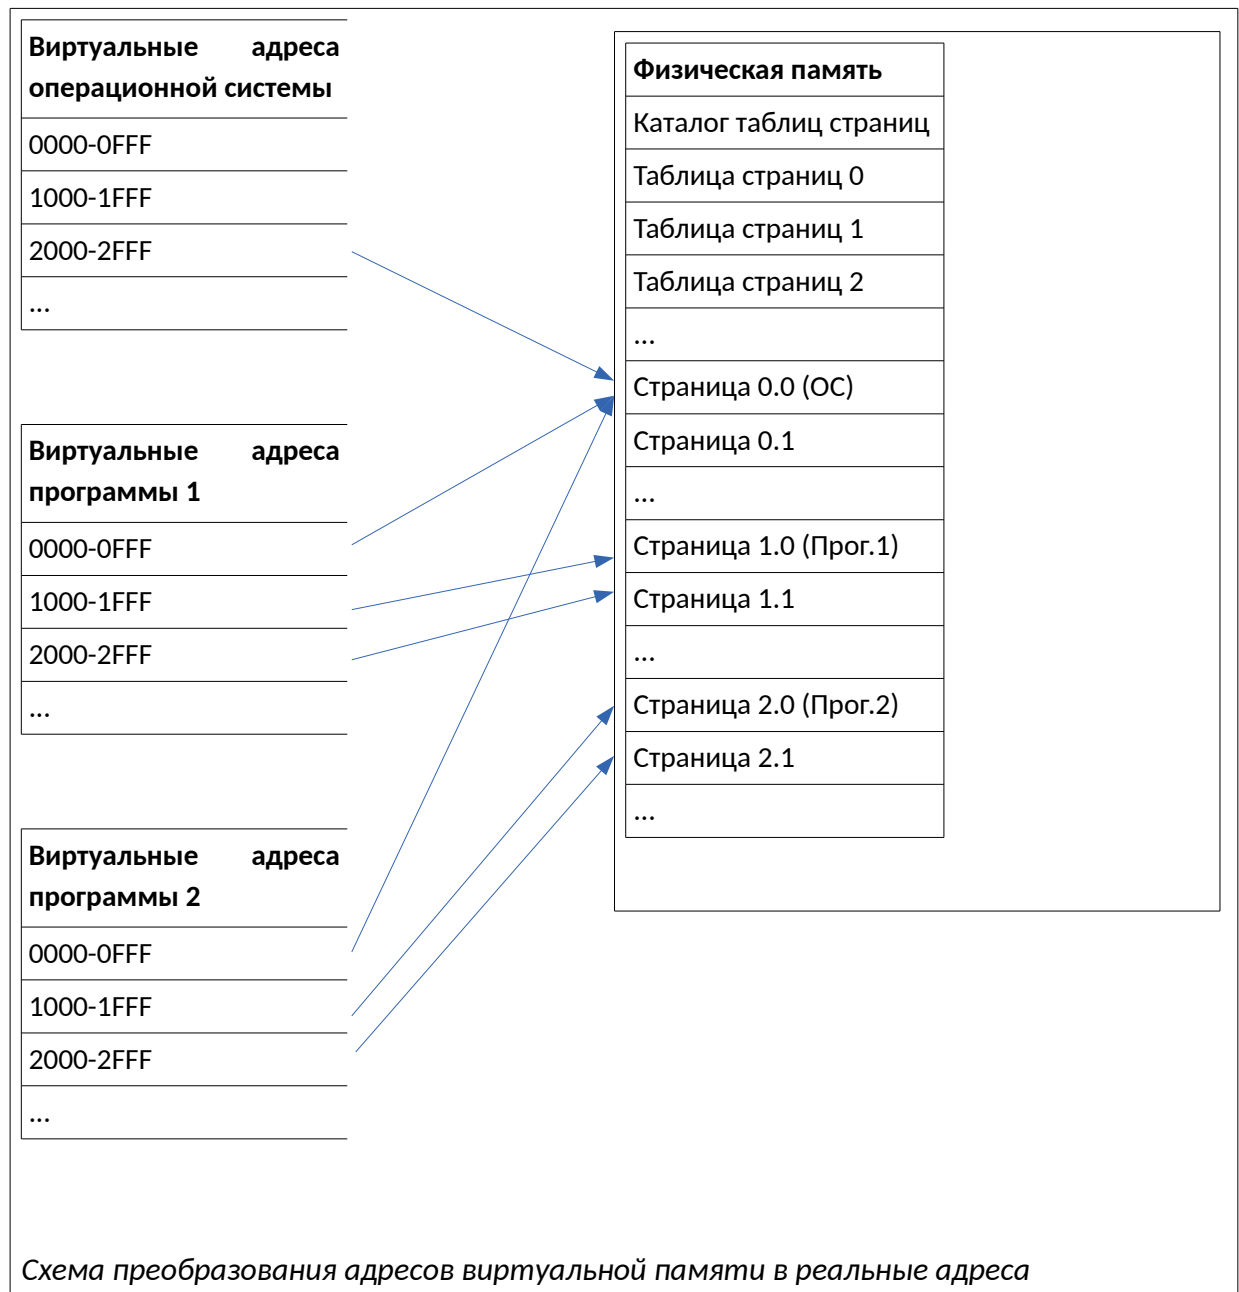 Виртуальные адреса
операционной системы
0000-0FFF
1000-1FFF
2000-2FFF
...
Виртуальные адреса
программы 1
0000-0FFF
1000-1FFF
2000-2FFF
...
Виртуальные адреса
программы 2
0000-0FFF
1000-1FFF
2000-2FFF
...
Физическая память
Каталог таблиц страниц
Таблица страниц 0
Таблица страниц 1
Таблица страниц 2
...
Страница 0.0 (ОС)
Страница 0.1
...
Страница 1.0 (Прог.1)
Страница 1.1
...
Страница 2.0 (Прог.2)
Страница 2.1
...
Схема преобразования адресов виртуальной памяти в реальные адреса